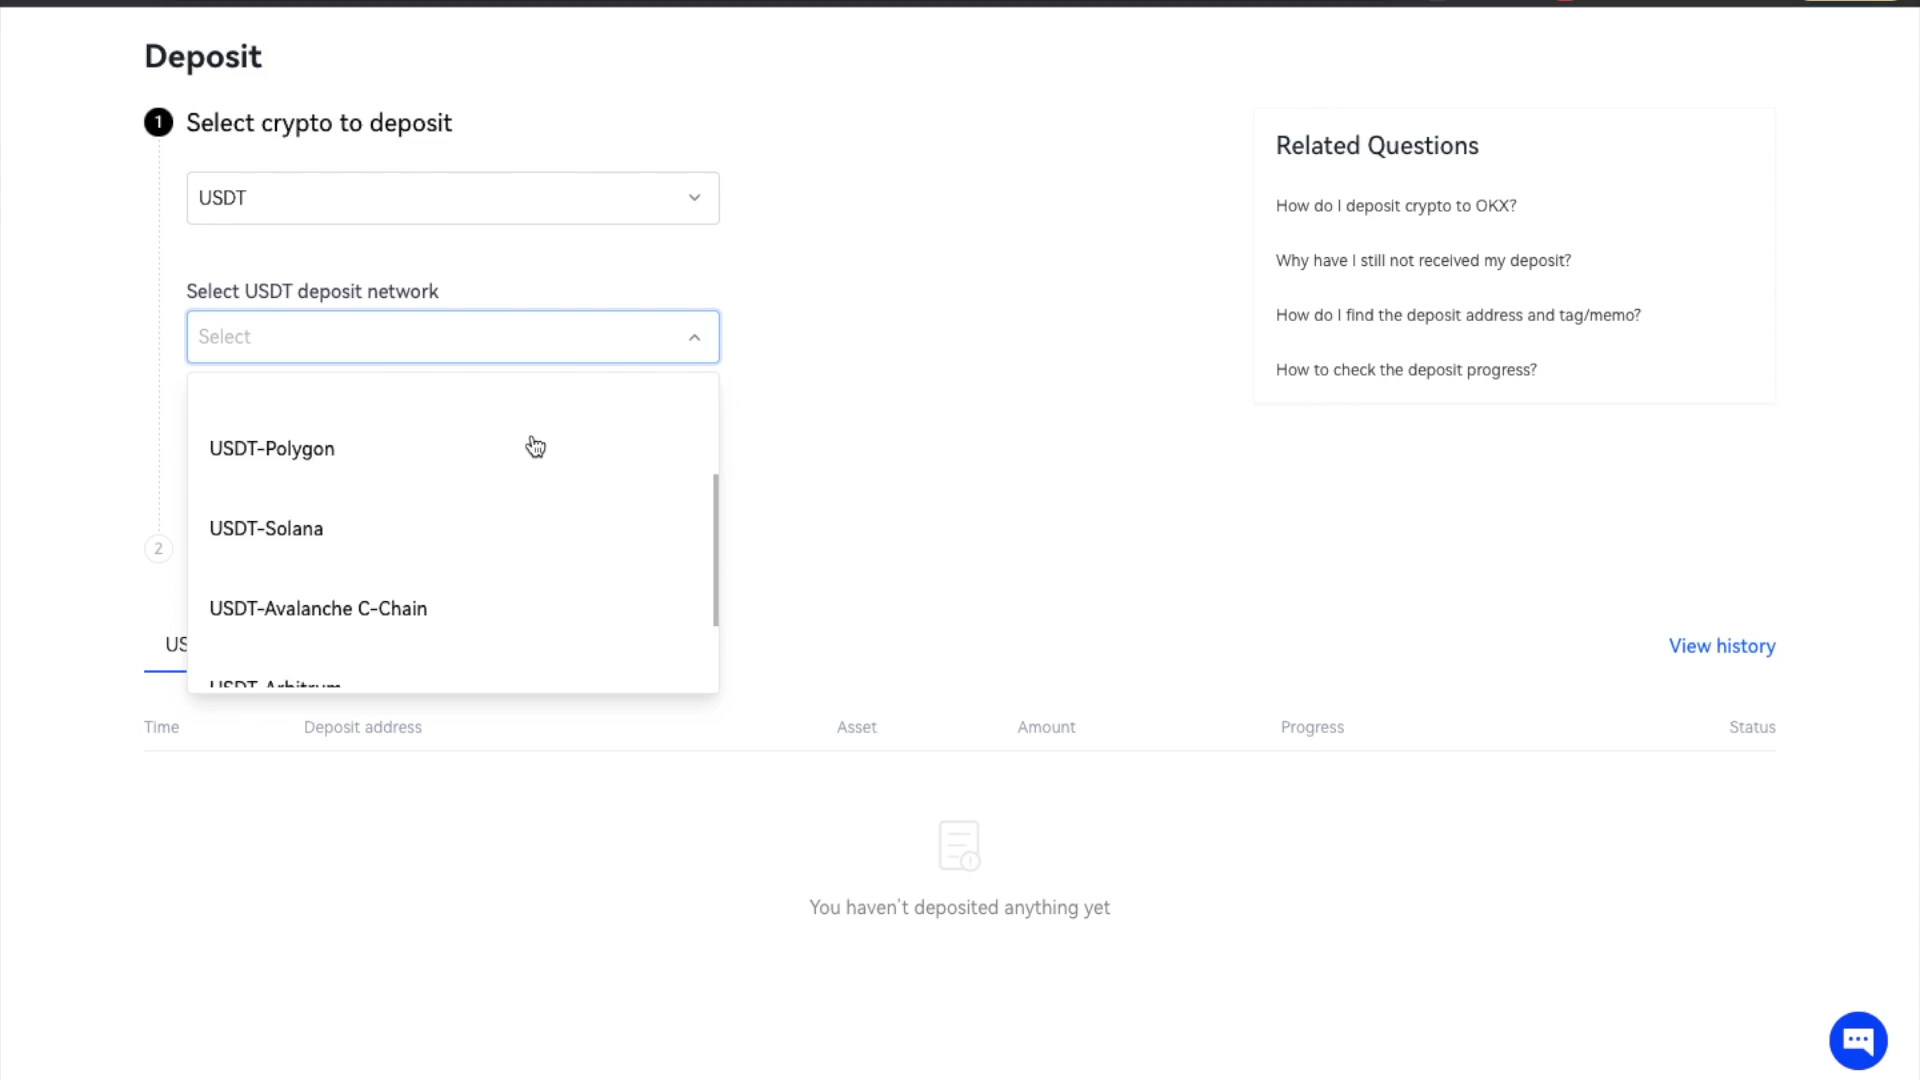 Deposit
1 Select crypto to deposit
USDT
Select USDT deposit network
Select
USDT-Polygon
USDT-Solana
USDT-Avalanche C-Chain
USDT-Arbitrum
2
US
View history
Time Deposit address Asset Amount Progress Status
You haven't deposited anything yet
Related Questions
How do I deposit crypto to OKX?
Why have I still not received my deposit?
How do I find the deposit address and tag/memo?
How to check the deposit progress?